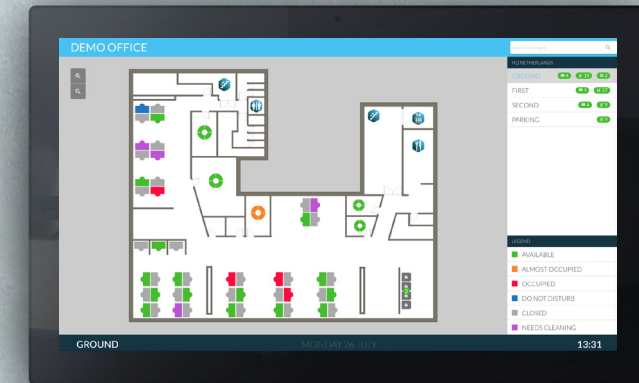 DEMO OFFICE
HQ NETHERLANDS
GROUND
FIRST
SECOND
PARKING
LEGEND
AVAILABLE
ALMOST OCCUPIED
OCCUPIED
DO NOT DISTURB
CLOSED
NEEDS CLEANING
GROUND MONDAY 26 JULY 13:31